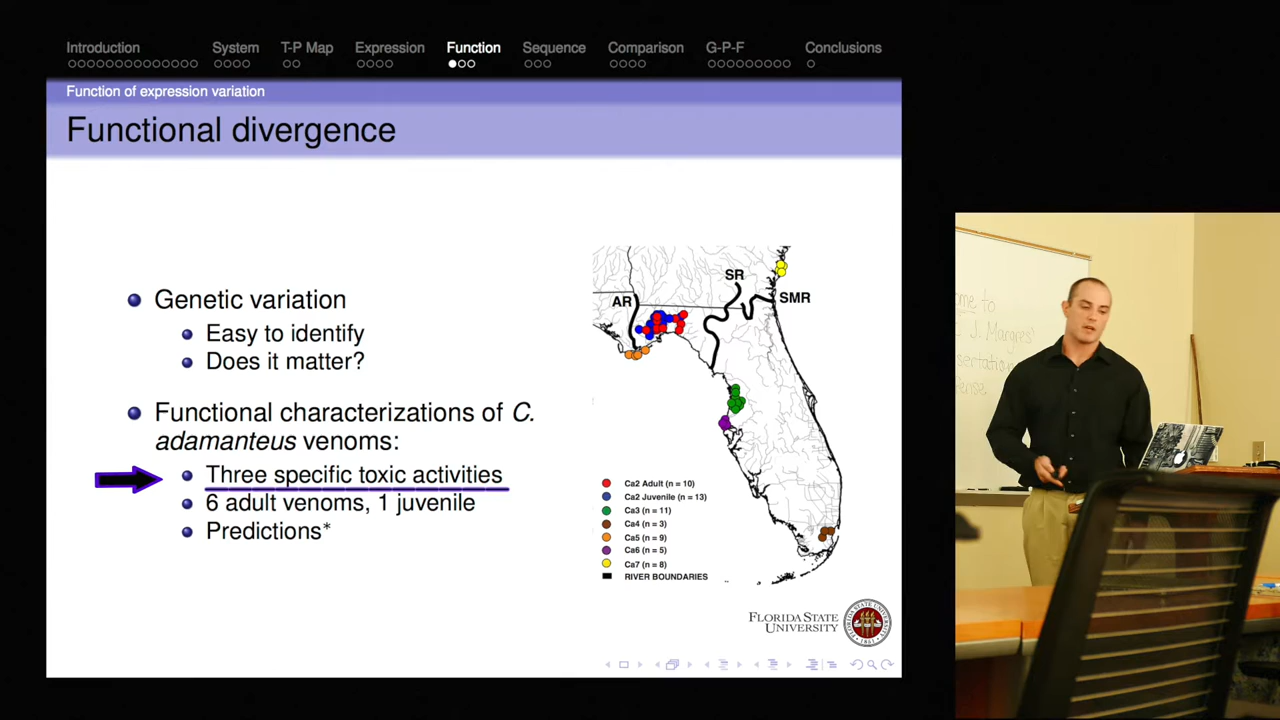 Introduction System T-P Map Expression Function Sequence Comparison G-P-F Conclusions
Function of expression variation
Functional divergence
Genetic variation
Easy to identify
Does it matter?
Functional characterizations of C.
adamanteus venoms:
Three specific toxic activities
6 adult venoms, 1 juvenile
Predictions*
AR
SR
SMR
Ca2 Adult (n = 10)
Ca2 Juvenile (n = 13)
Ca3 (n = 11)
Ca4 (n = 3)
Ca5 (n = 9)
Ca6 (n = 5)
Ca7 (n = 8)
RIVER BOUNDARIES
FLORIDA STATE
UNIVERSITY
to
J. Margres'